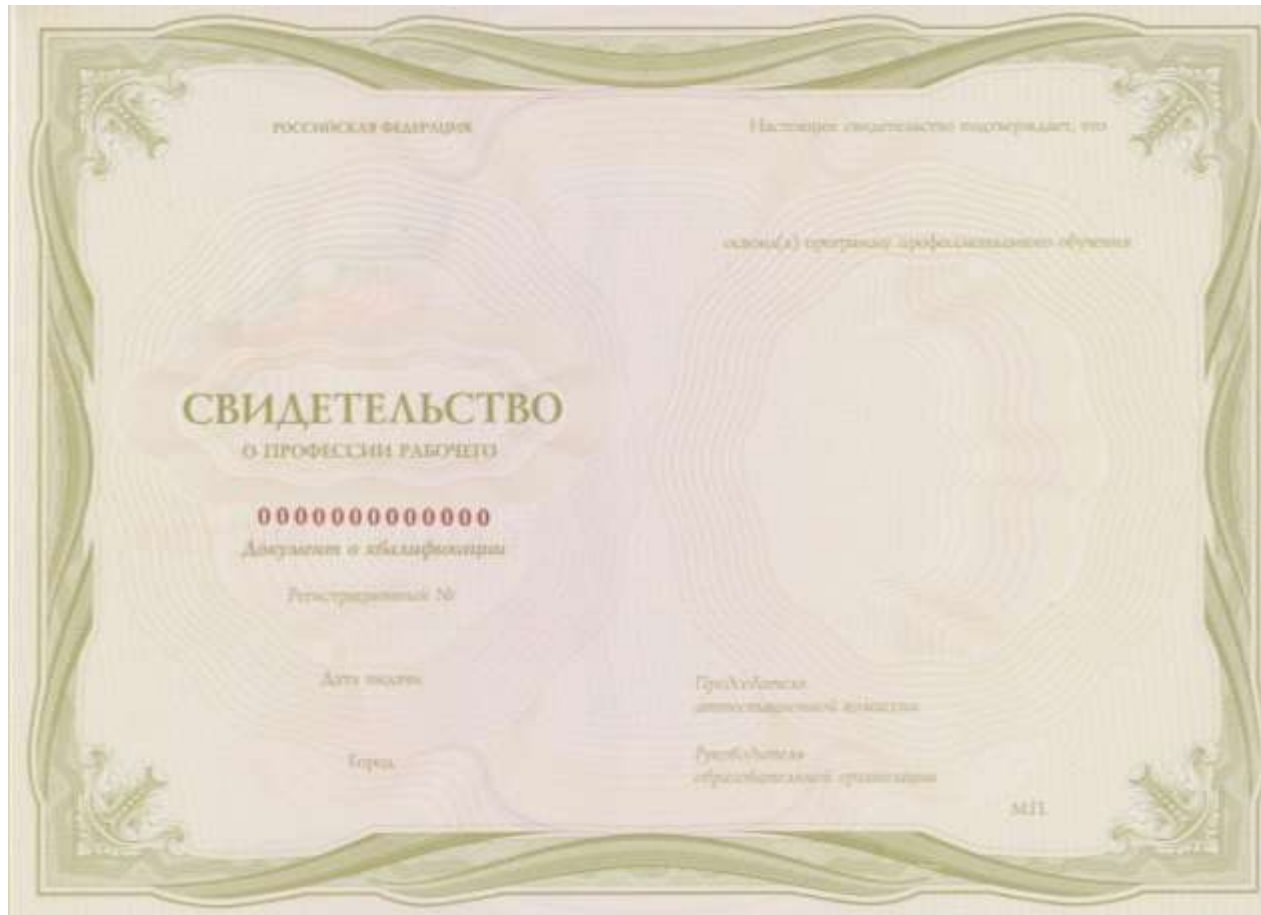 РОССИЙСКАЯ ФЕДЕРАЦИЯ
СВИДЕТЕЛЬСТВО
О ПРОФЕССИИ РАБОЧЕГО
0000000000000
Документ о квалификации
Регистрационный №
Дата выдачи
Город
Настоящее свидетельство подтверждает, что
освоил(а) программу профессионального обучения
Председатель
аттестационной комиссии
Руководитель
образовательной организации
М.П.